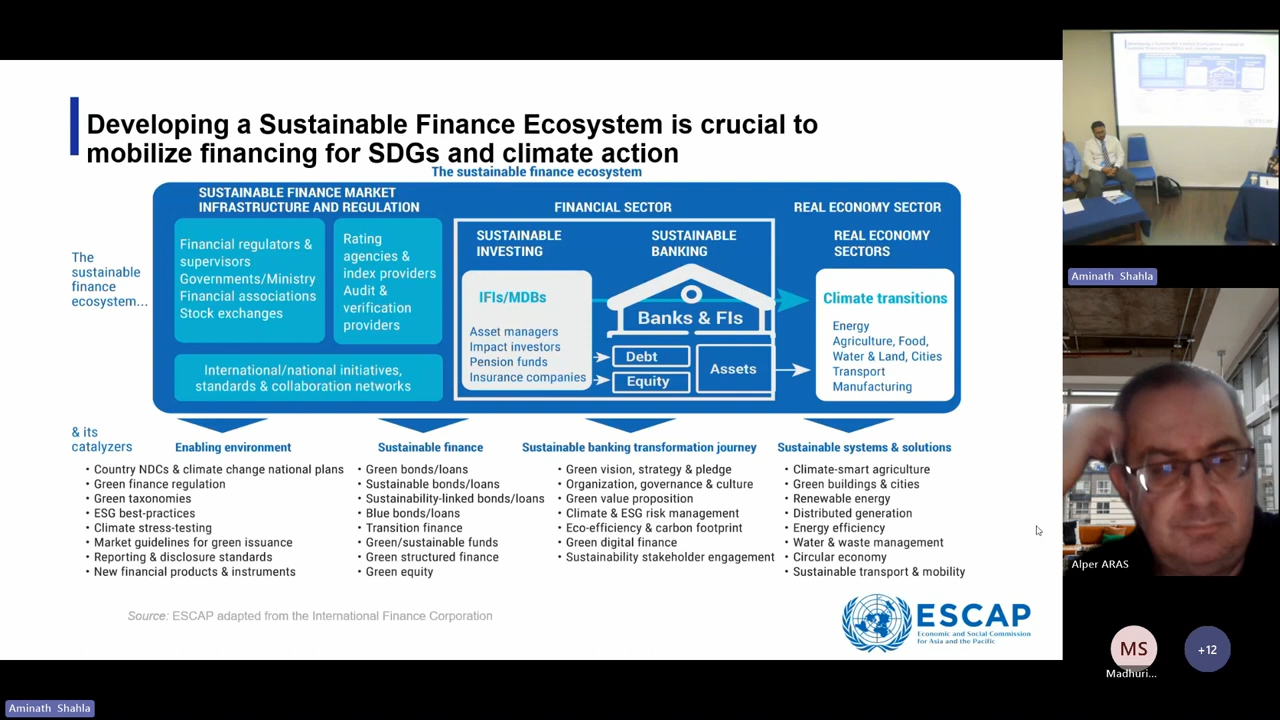 Developing a Sustainable Finance Ecosystem is crucial to
mobilize financing for SDGs and climate action
The sustainable finance ecosystem
The
sustainable
finance
ecosystem...
SUSTAINABLE FINANCE MARKET
INFRASTRUCTURE AND REGULATION
Financial regulators &
supervisors
Governments/Ministry
Financial associations
Stock exchanges
Rating
agencies &
index providers
Audit &
verification
providers
International/national initiatives,
standards & collaboration networks
FINANCIAL SECTOR
SUSTAINABLE
INVESTING
IFIs/MDBs
Asset managers
Impact investors
Pension funds
Insurance companies
SUSTAINABLE
BANKING
Banks & FIs
Debt
Equity
Assets
REAL ECONOMY SECTOR
REAL ECONOMY
SECTORS
Climate transitions
Energy
Agriculture, Food,
Water & Land, Cities
Transport
Manufacturing
& its
catalyzers
Enabling environment
• Country NDCs & climate change national plans
• Green finance regulation
• Green taxonomies
• ESG best-practices
• Climate stress-testing
• Market guidelines for green issuance
• Reporting & disclosure standards
• New financial products & instruments
Sustainable finance
• Green bonds/loans
• Sustainable bonds/loans
• Sustainability-linked bonds/loans
• Blue bonds/loans
• Transition finance
• Green/sustainable funds
• Green structured finance
• Green equity
Sustainable banking transformation journey
• Green vision, strategy & pledge
• Organization, governance & culture
• Green value proposition
• Climate & ESG risk management
• Eco-efficiency & carbon footprint
• Green digital finance
• Sustainability stakeholder engagement
Sustainable systems & solutions
• Climate-smart agriculture
• Green buildings & cities
• Renewable energy
• Distributed generation
• Energy efficiency
• Water & waste management
• Circular economy
• Sustainable transport & mobility
Source: ESCAP adapted from the International Finance Corporation
ESCAP
Economic and Social Commission
for Asia and the Pacific
Aminath Shahla
Alper ARAS
MS
Madhuri...
+12
Aminath Shahla